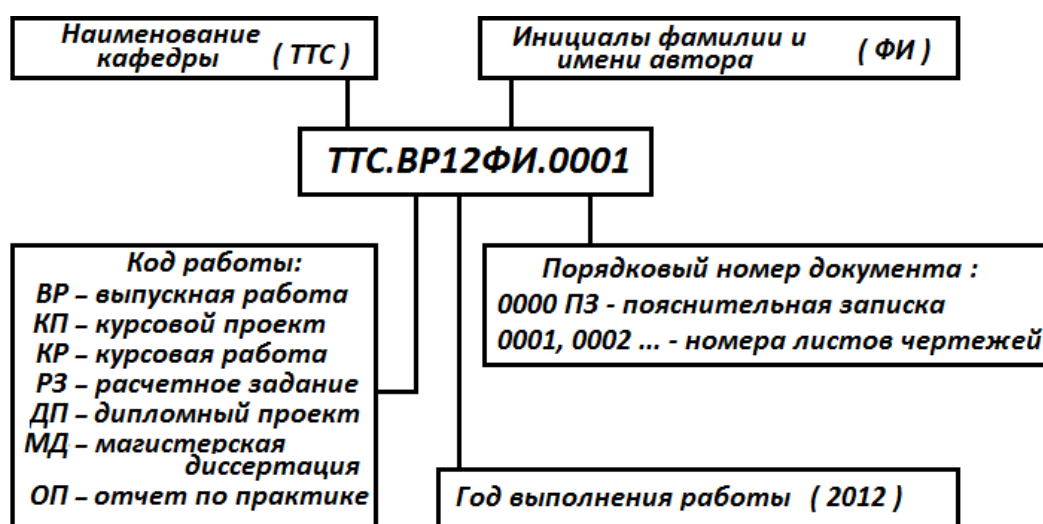 Наименование
кафедры ( ТТС )
Инициалы фамилии и
имени автора ( ФИ )
ТТС.ВР12ФИ.0001
Код работы:
ВР – выпускная работа
КП – курсовой проект
КР – курсовая работа
РЗ – расчетное задание
ДП – дипломный проект
МД – магистерская
диссертация
ОП – отчет по практике
Порядковый номер документа :
0000 ПЗ - пояснительная записка
0001, 0002 ... - номера листов чертежей
Год выполнения работы ( 2012 )